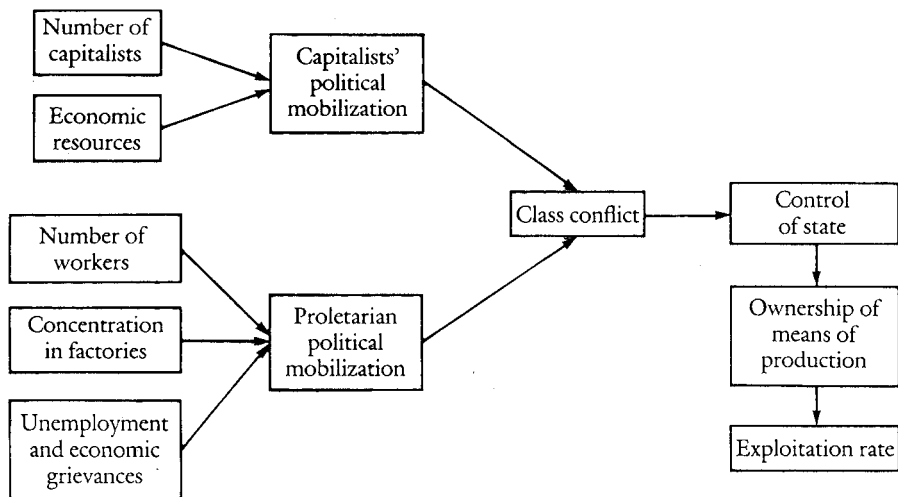 Number of
capitalists
Economic
resources
Capitalists'
political
mobilization
Number of
workers
Concentration
in factories
Unemployment
and economic
grievances
Proletarian
political
mobilization
Class conflict
Control
of state
Ownership of
means of
production
Exploitation rate